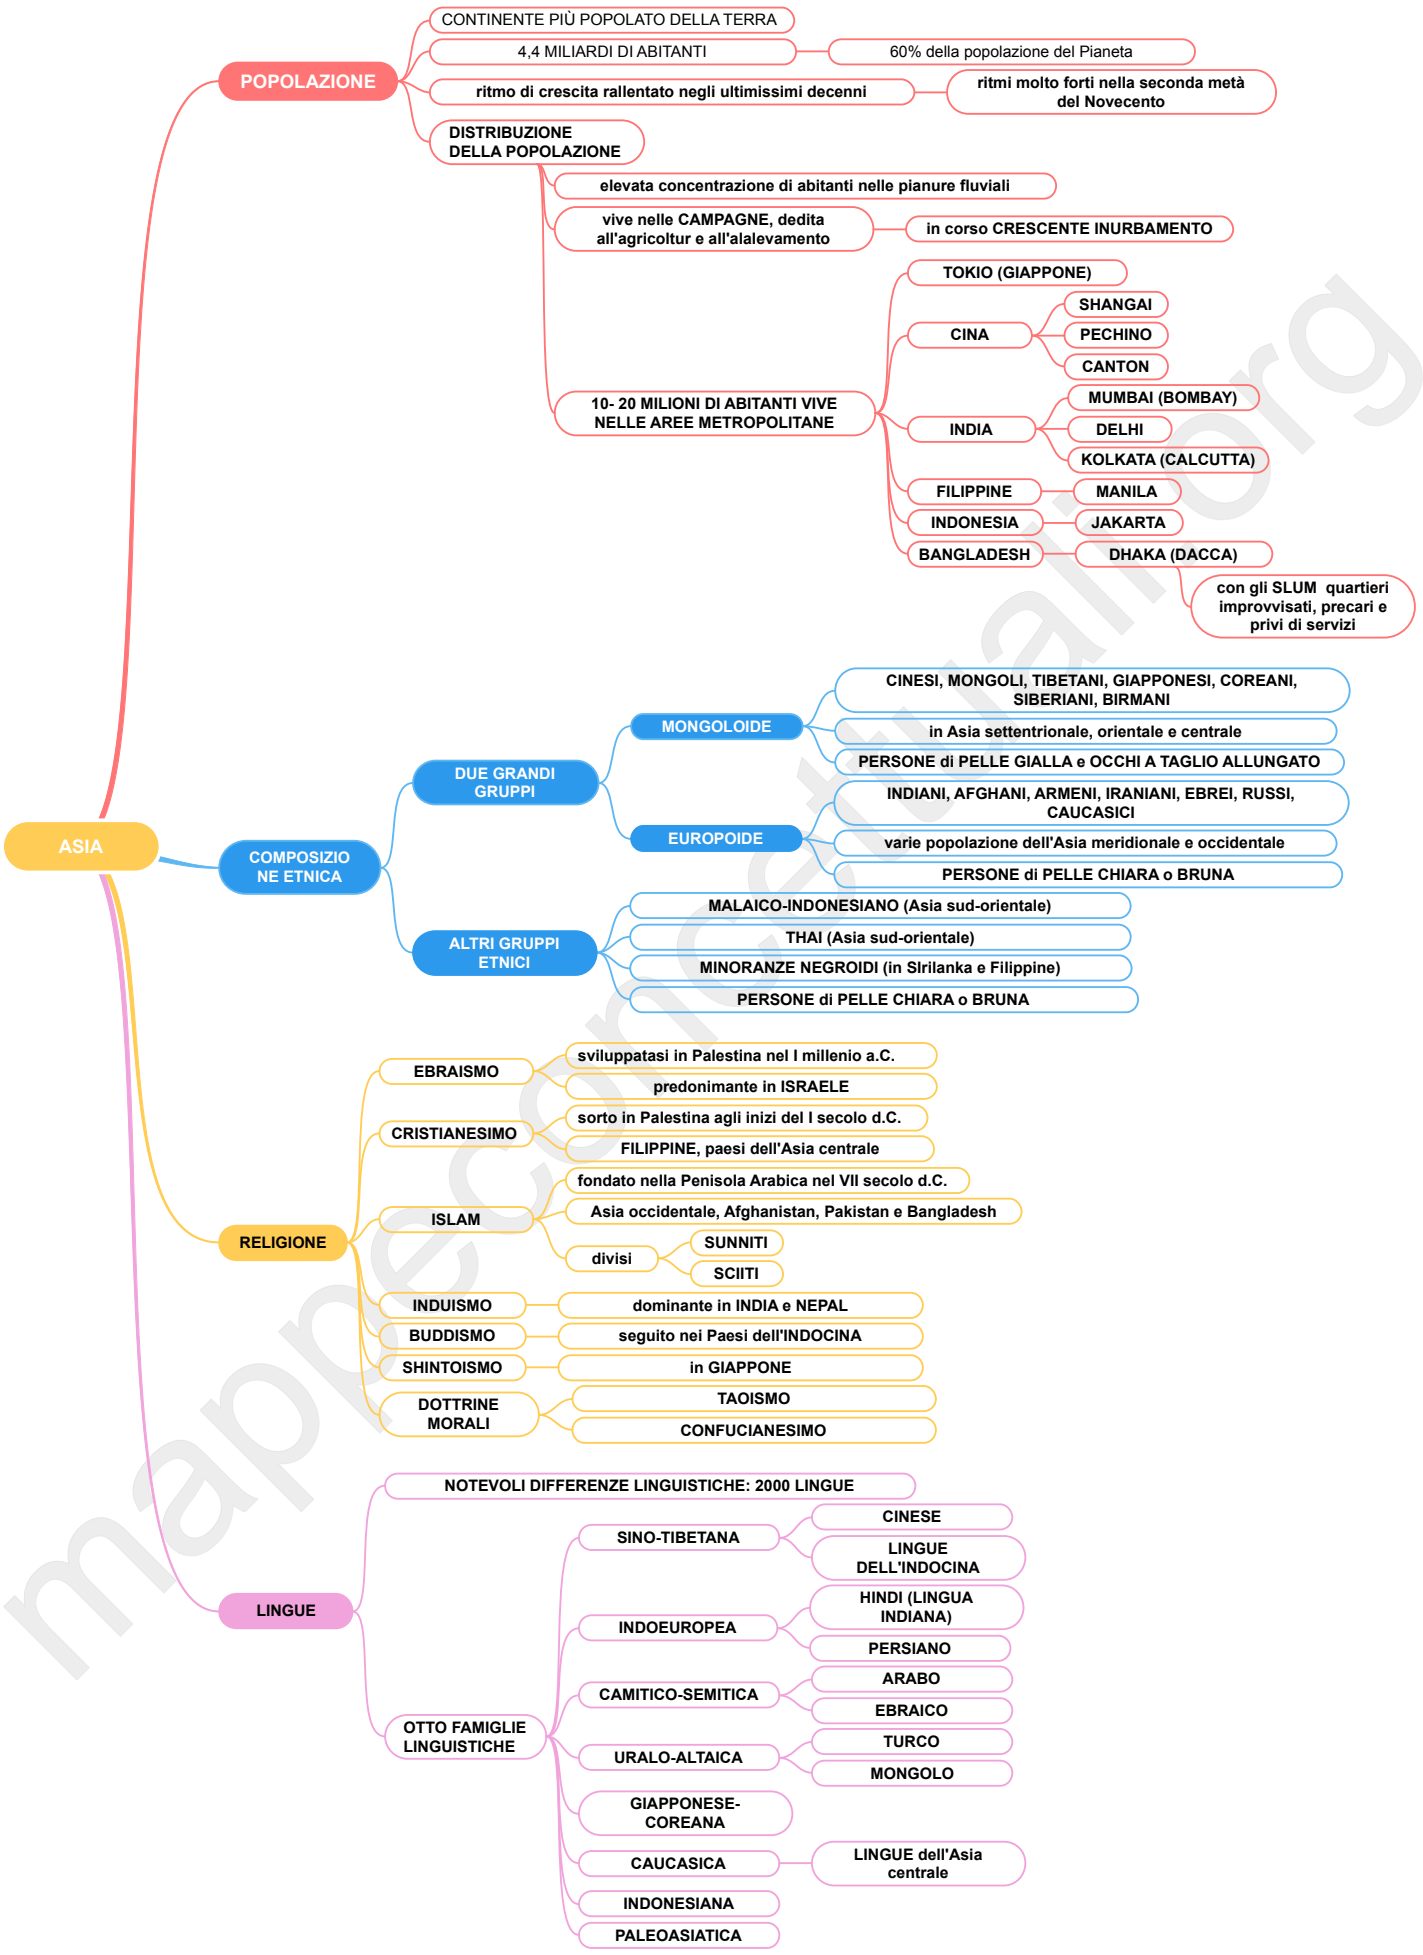 CONTINENTE PIÙ POPOLATO DELLA TERRA
4,4 MILIARDI DI ABITANTI
60% della popolazione del Pianeta
POPOLAZIONE
ritmo di crescita rallentato negli ultimissimi decenni
ritmi molto forti nella seconda metà
del Novecento
DISTRIBUZIONE
DELLA POPOLAZIONE
elevata concentrazione di abitanti nelle pianure fluviali
vive nelle CAMPAGNE, dedita
all'agricoltur e all'alalevamento
in corso CRESCENTE INURBAMENTO
TOKIO (GIAPPONE)
CINA
SHANGAI
PECHINO
CANTON
10- 20 MILIONI DI ABITANTI VIVE
NELLE AREE METROPOLITANE
INDIA
MUMBAI (BOMBAY)
DELHI
KOLKATA (CALCUTTA)
FILIPPINE
MANILA
INDONESIA
JAKARTA
BANGLADESH
DHAKA (DACCA)
con gli SLUM  quartieri
improvvisati, precari e
privi di servizi
ASIA
COMPOSIZIO
NE ETNICA
DUE GRANDI
GRUPPI
MONGOLOIDE
CINESI, MONGOLI, TIBETANI, GIAPPONESI, COREANI,
SIBERIANI, BIRMANI
in Asia settentrionale, orientale e centrale
PERSONE di PELLE GIALLA e OCCHI A TAGLIO ALLUNGATO
EUROPOIDE
INDIANI, AFGHANI, ARMENI, IRANIANI, EBREI, RUSSI,
CAUCASICI
varie popolazione dell'Asia meridionale e occidentale
PERSONE di PELLE CHIARA o BRUNA
ALTRI GRUPPI
ETNICI
MALAICO-INDONESIANO (Asia sud-orientale)
THAI (Asia sud-orientale)
MINORANZE NEGROIDI (in SIrilanka e Filippine)
PERSONE di PELLE CHIARA o BRUNA
RELIGIONE
EBRAISMO
sviluppatasi in Palestina nel I millenio a.C.
predonimante in ISRAELE
CRISTIANESIMO
sorto in Palestina agli inizi del I secolo d.C.
FILIPPINE, paesi dell'Asia centrale
ISLAM
fondato nella Penisola Arabica nel VII secolo d.C.
Asia occidentale, Afghanistan, Pakistan e Bangladesh
divisi
SUNNITI
SCIITI
INDUISMO
dominante in INDIA e NEPAL
BUDDISMO
seguito nei Paesi dell'INDOCINA
SHINTOISMO
in GIAPPONE
DOTTRINE
MORALI
TAOISMO
CONFUCIANESIMO
LINGUE
NOTEVOLI DIFFERENZE LINGUISTICHE: 2000 LINGUE
OTTO FAMIGLIE
LINGUISTICHE
SINO-TIBETANA
CINESE
LINGUE
DELL'INDOCINA
INDOEUROPEA
HINDI (LINGUA
INDIANA)
PERSIANO
CAMITICO-SEMITICA
ARABO
EBRAICO
URALO-ALTAICA
TURCO
MONGOLO
GIAPPONESE-
COREANA
CAUCASICA
LINGUE dell'Asia
centrale
INDONESIANA
PALEOASIATICA
mappeconcettuali.org